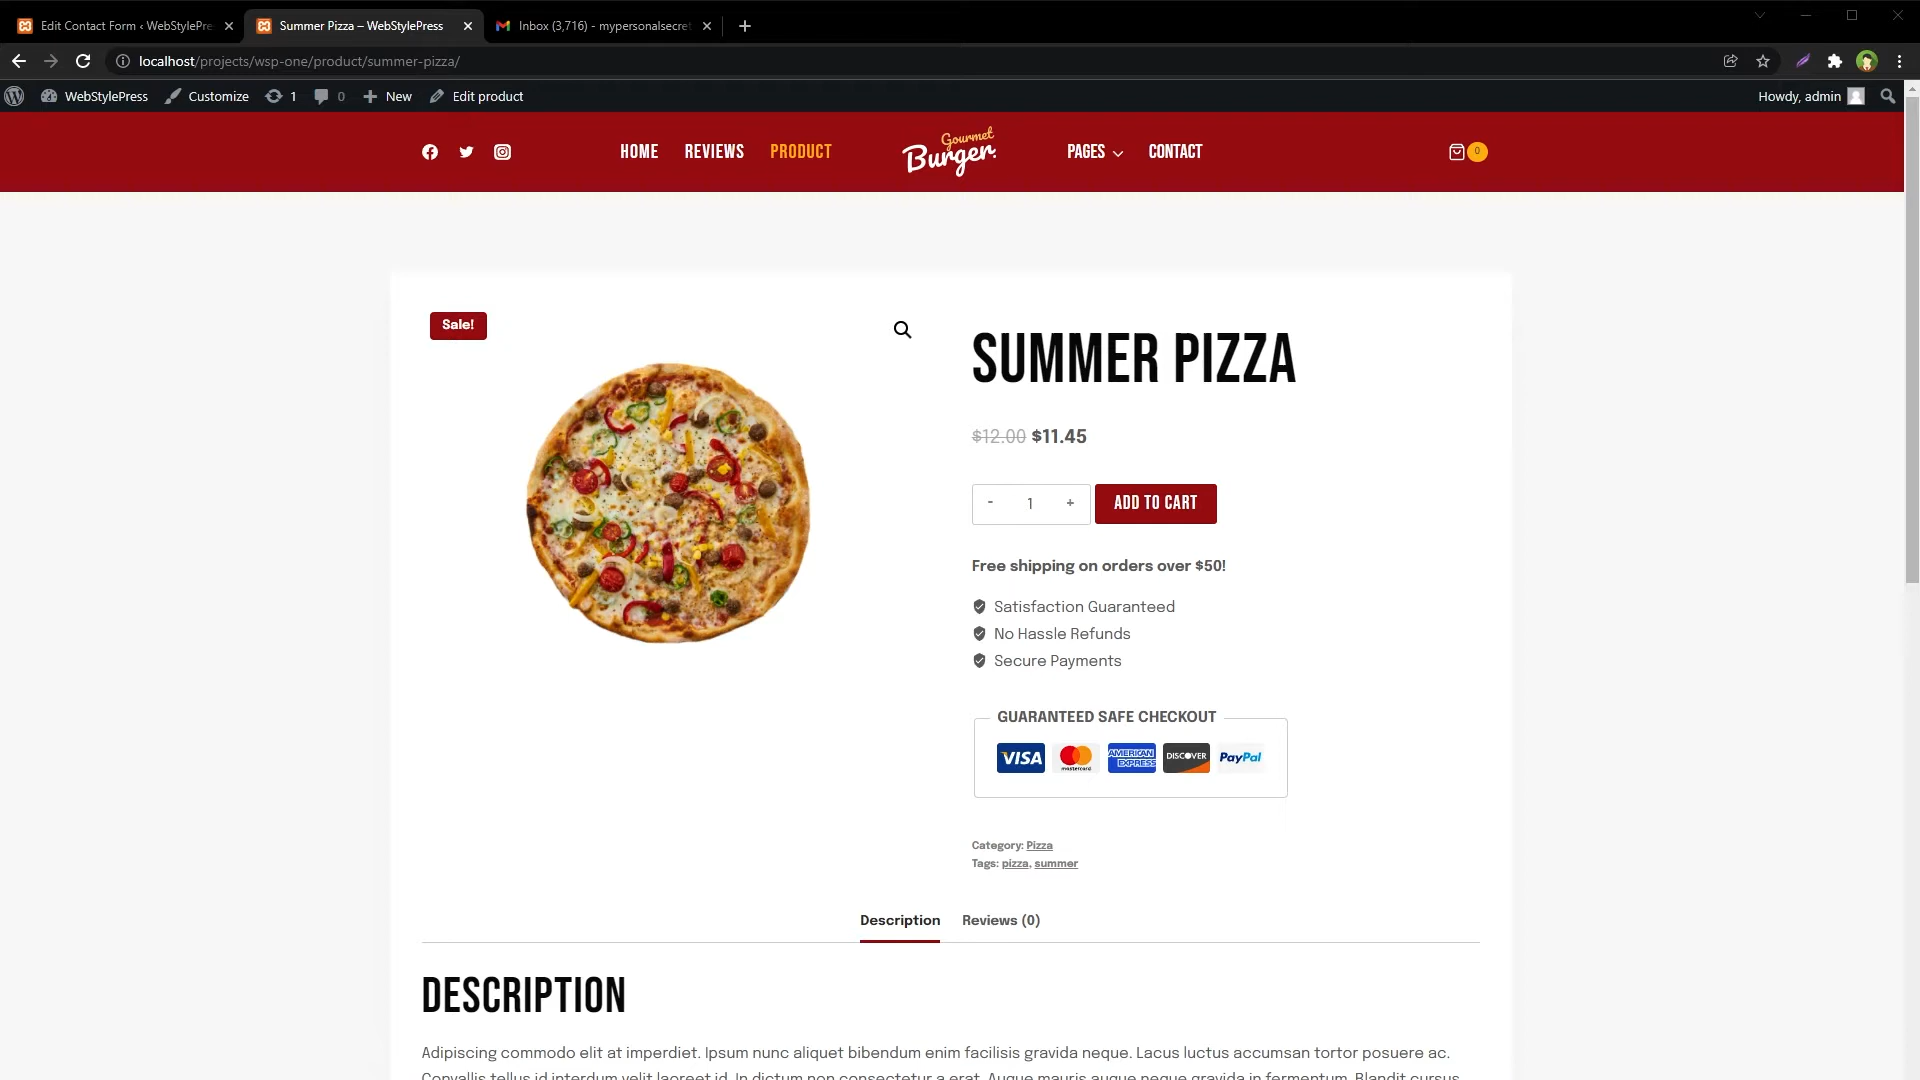 Edit Contact Form ‹ WebStylePre
Summer Pizza – WebStylePress
Inbox (3,716) - mypersonalsecret
localhost/projects/wsp-one/product/summer-pizza/
WebStylePress
Customize
1
0
New
Edit product
Howdy, admin
HOME
REVIEWS
PRODUCT
Gourmet
Burger.
PAGES
CONTACT
0
Sale!
SUMMER PIZZA
$12.00 $11.45
- 1 +
ADD TO CART
Free shipping on orders over $50!
Satisfaction Guaranteed
No Hassle Refunds
Secure Payments
GUARANTEED SAFE CHECKOUT
VISA
mastercard
AMERICAN
EXPRESS
DISCOVER
PayPal
Category: Pizza
Tags: pizza, summer
Description
Reviews (0)
DESCRIPTION
Adipiscing commodo elit at imperdiet. Ipsum nunc aliquet bibendum enim facilisis gravida neque. Lacus luctus accumsan tortor posuere ac.
Convallis tellus id interdum velit laoreet id. In dictum non consectetur a erat. Augue mauris augue neque gravida in fermentum. Blandit cursus